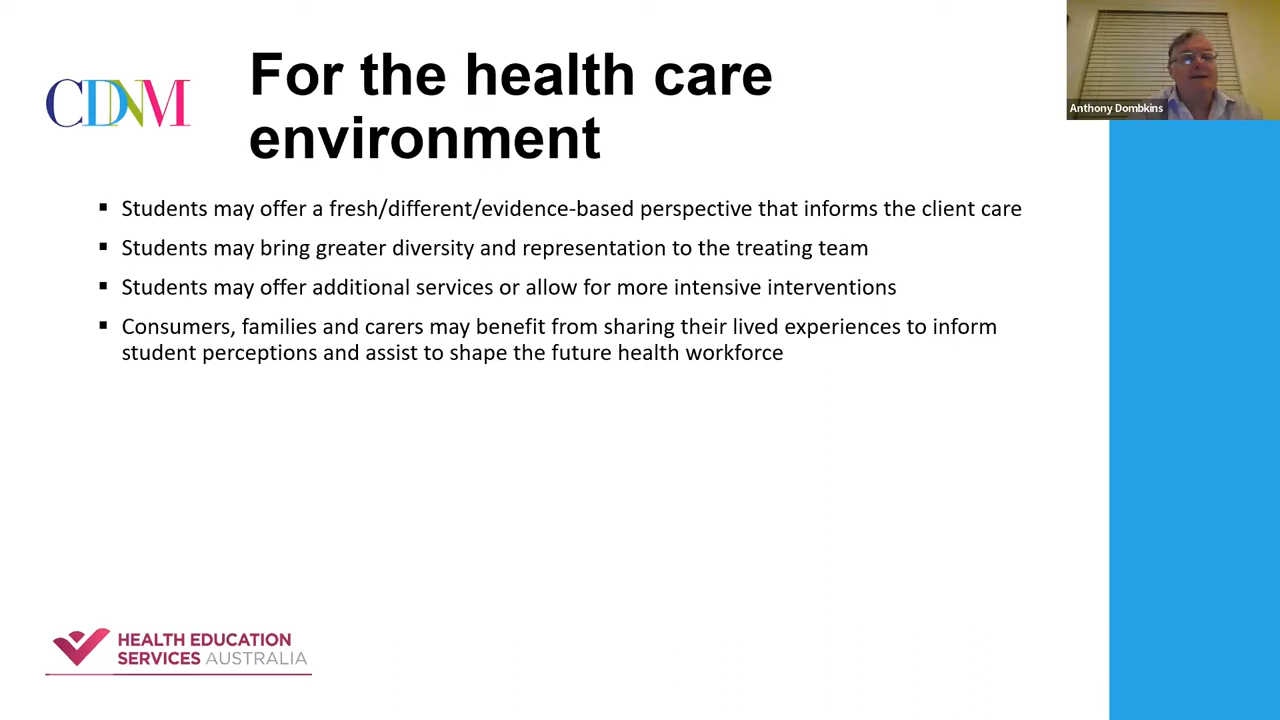 CDNM
For the health care
environment
Anthony Dombkins
▪ Students may offer a fresh/different/evidence-based perspective that informs the client care
▪ Students may bring greater diversity and representation to the treating team
▪ Students may offer additional services or allow for more intensive interventions
▪ Consumers, families and carers may benefit from sharing their lived experiences to inform
student perceptions and assist to shape the future health workforce
HEALTH EDUCATION
SERVICES AUSTRALIA